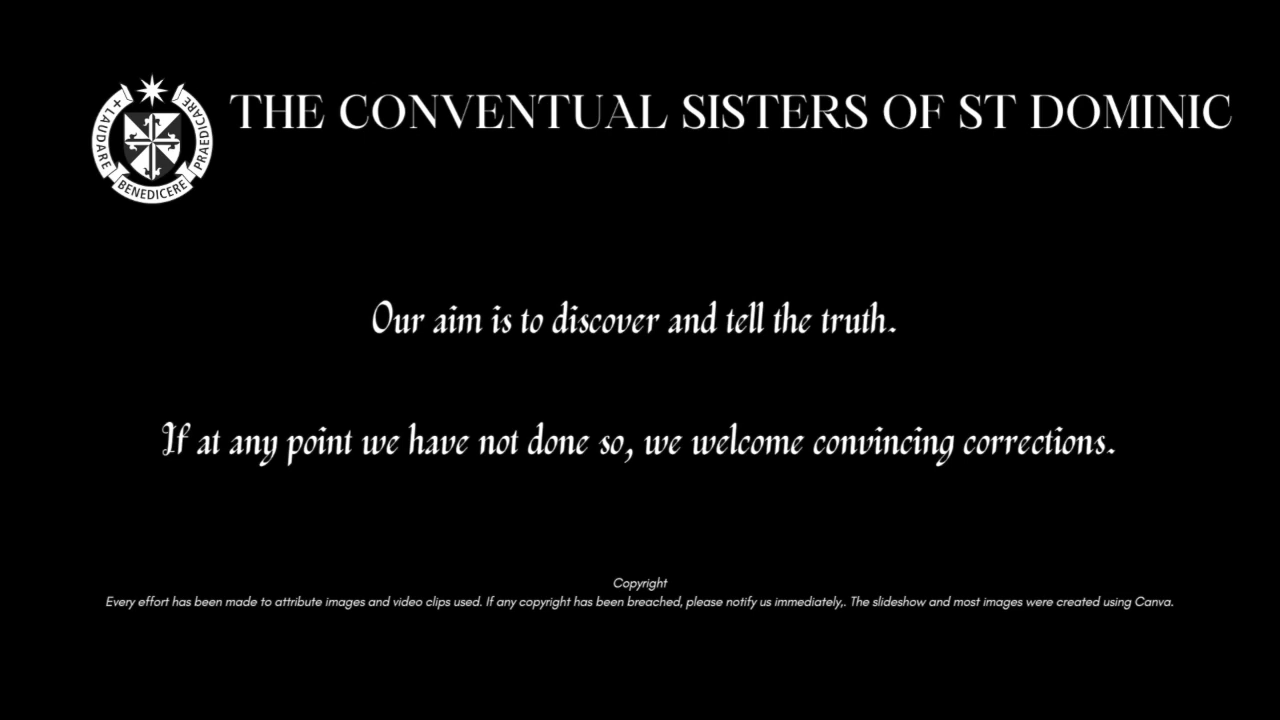 + LAUDARE
BENEDICERE
PRAEDICARE
THE CONVENTUAL SISTERS OF ST DOMINIC
Our aim is to discover and tell the truth.
If at any point we have not done so, we welcome convincing corrections.
Copyright
Every effort has been made to attribute images and video clips used. If any copyright has been breached, please notify us immediately,. The slideshow and most images were created using Canva.